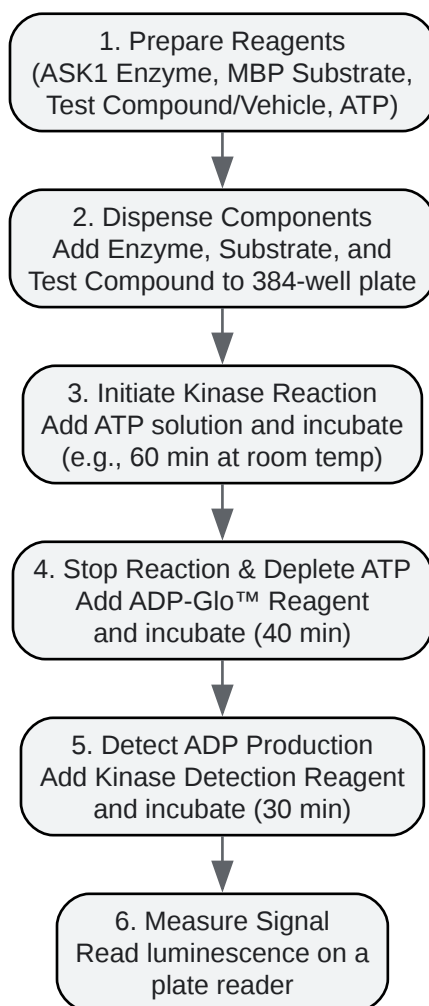 1. Prepare Reagents
(ASK1 Enzyme, MBP Substrate,
Test Compound/Vehicle, ATP)
2. Dispense Components
Add Enzyme, Substrate, and
Test Compound to 384-well plate
3. Initiate Kinase Reaction
Add ATP solution and incubate
(e.g., 60 min at room temp)
4. Stop Reaction & Deplete ATP
Add ADP-Glo™ Reagent
and incubate (40 min)
5. Detect ADP Production
Add Kinase Detection Reagent
and incubate (30 min)
6. Measure Signal
Read luminescence on a
plate reader